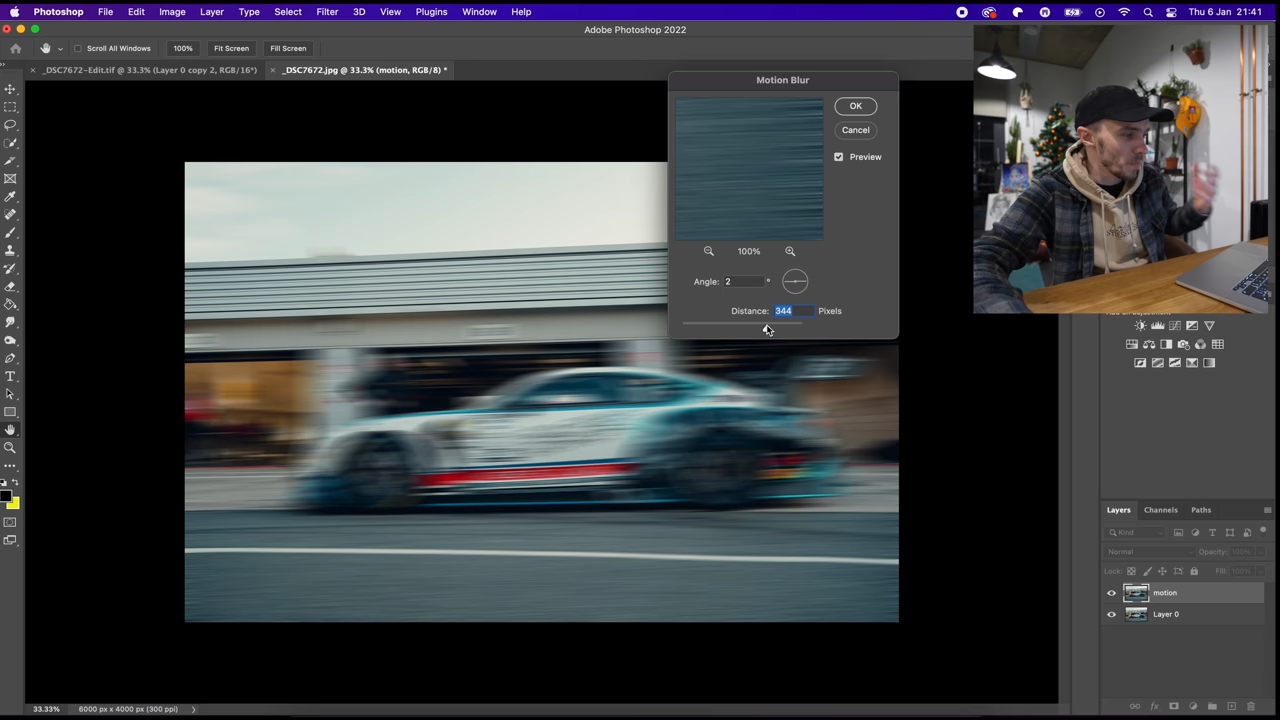 Photoshop File Edit Image Layer Type Select Filter 3D View Plugins Window Help Thu 6 Jan 21:41
Adobe Photoshop 2022
Scroll All Windows 100% Fit Screen Fill Screen
_DSC7672-Edit.tif @ 33.3% (Layer 0 copy 2, RGB/16*) _DSC7672.jpg @ 33.3% (motion, RGB/8) *
Motion Blur
OK
Cancel
Preview
100%
Angle: 2 °
Distance: 344 Pixels
Layers Channels Paths
Kind
Normal Opacity: 100%
Lock: Fill: 100%
motion
Layer 0
33.33% 6000 px x 4000 px (300 ppi)